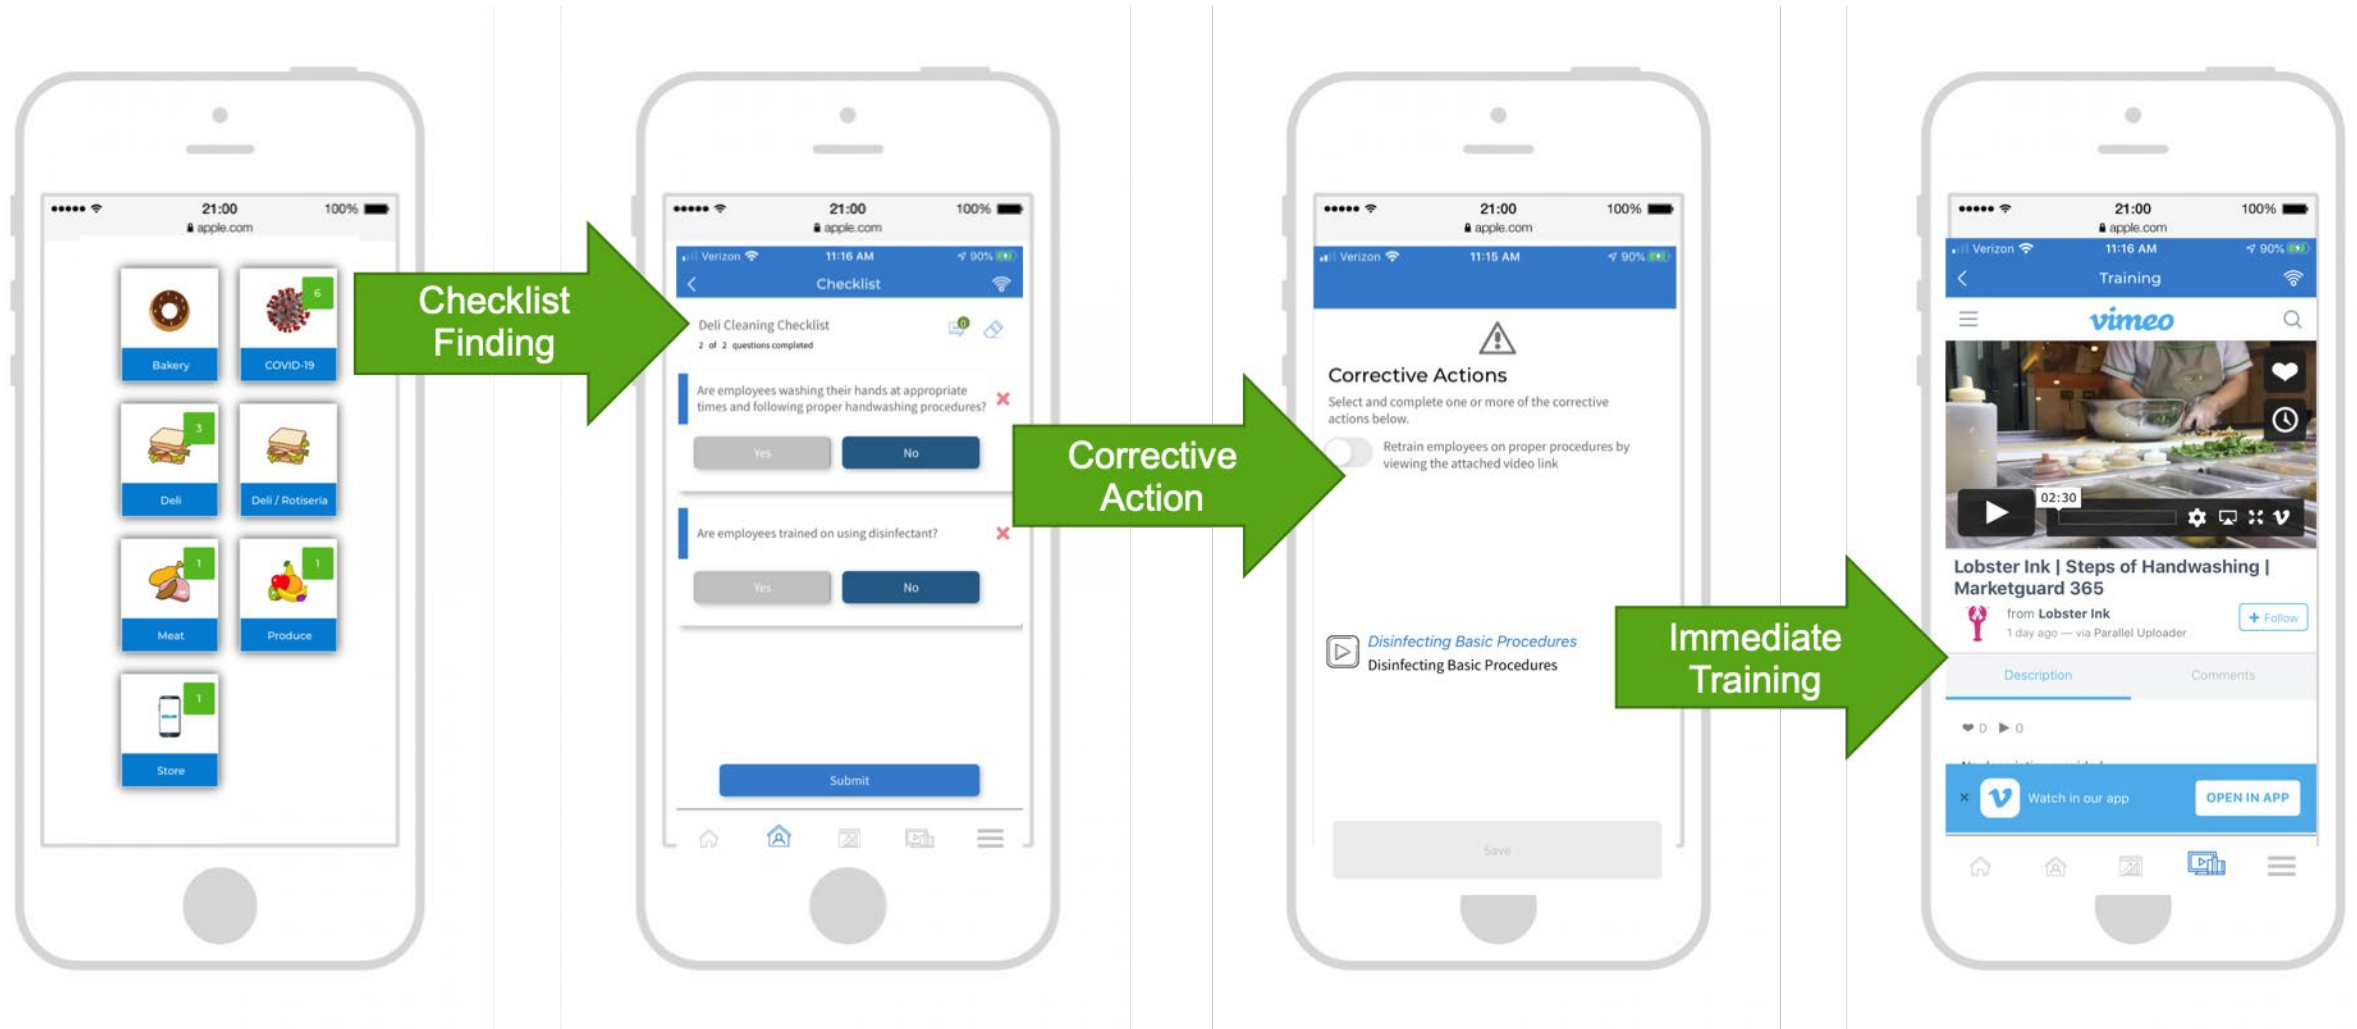 21:00
100%
apple.com
Bakery
6
COVID-19
3
Deli
Deli / Rotiseria
1
Meat
1
Produce
1
Store
Checklist
Finding
21:00
100%
apple.com
Verizon
11:16 AM
90%
Checklist
Deli Cleaning Checklist
0
2 of 2 questions completed
Are employees washing their hands at appropriate
times and following proper handwashing procedures?
Yes
No
Are employees trained on using disinfectant?
Yes
No
Submit
Corrective
Action
21:00
100%
apple.com
Verizon
11:15 AM
90%
Corrective Actions
Select and complete one or more of the corrective
actions below.
Retrain employees on proper procedures by
viewing the attached video link
Disinfecting Basic Procedures
Disinfecting Basic Procedures
Save
Immediate
Training
21:00
100%
apple.com
Verizon
11:16 AM
90%
Training
vimeo
02:30
Lobster Ink | Steps of Handwashing |
Marketguard 365
from Lobster Ink
1 day ago — via Parallel Uploader
+ Follow
Description
Comments
0
0
Watch in our app
OPEN IN APP